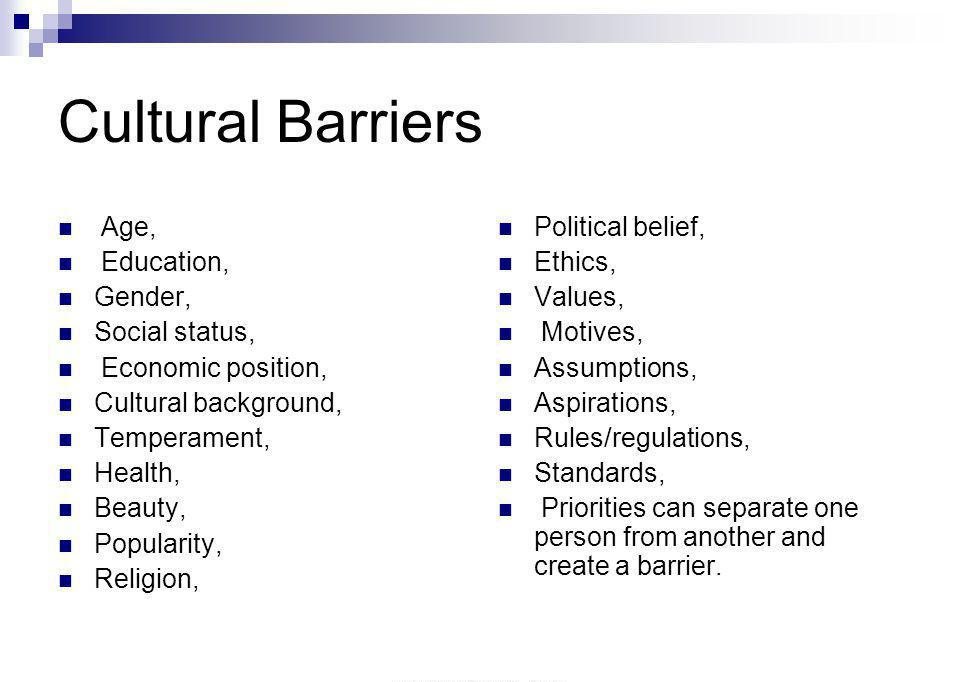 Cultural Barriers
Age,
Education,
Gender,
Social status,
Economic position,
Cultural background,
Temperament,
Health,
Beauty,
Popularity,
Religion,
Political belief,
Ethics,
Values,
Motives,
Assumptions,
Aspirations,
Rules/regulations,
Standards,
Priorities can separate one
person from another and
create a barrier.